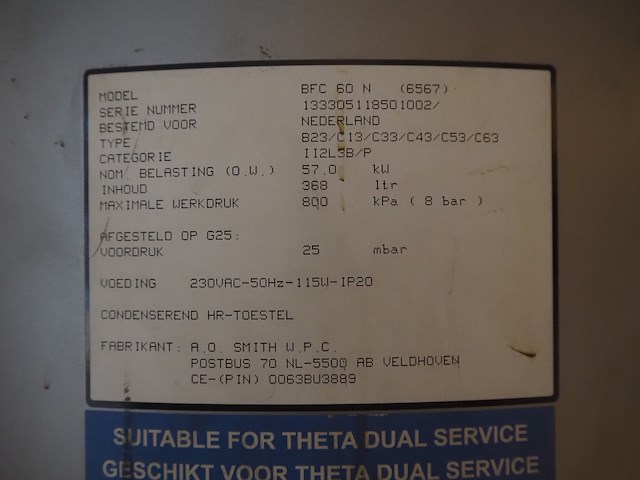 MODEL BFC 60 N (6567)
SERIE NUMMER 133305118501002/
BESTEMD VOOR NEDERLAND
TYPE B23/C13/C33/C43/C53/C63
CATEGORIE II2L3B/P
NOM. BELASTING (O.W.) 57.0 kW
INHOUD 368 ltr
MAXIMALE WERKDRUK 800 kPa ( 8 bar )
AFGESTELD OP G25:
VOORDRUK 25 mbar
VOEDING 230VAC-50Hz-115W-IP20
CONDENSEREND HR-TOESTEL
FABRIKANT: A.O. SMITH W.P.C.
POSTBUS 70 NL-5500 AB VELDHOVEN
CE-(PIN) 0063BU3889
SUITABLE FOR THETA DUAL SERVICE
GESCHIKT VOOR THETA DUAL SERVICE